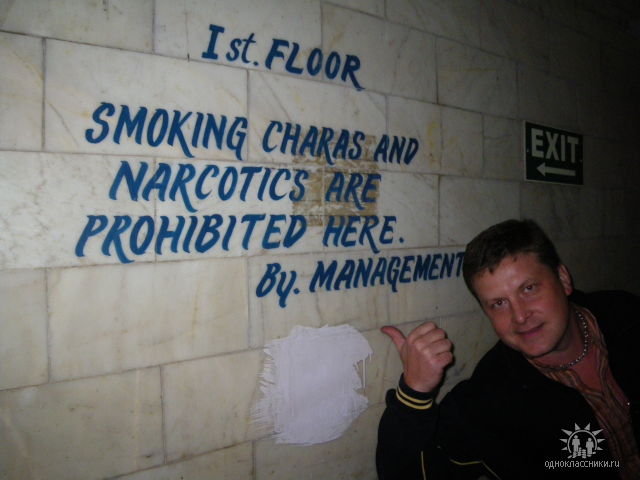 Ist. FLOOR
SMOKING CHARAS AND
NARCOTICS ARE
PROHIBITED HERE.
By. MANAGEMENT
EXIT
одноклассники.ru